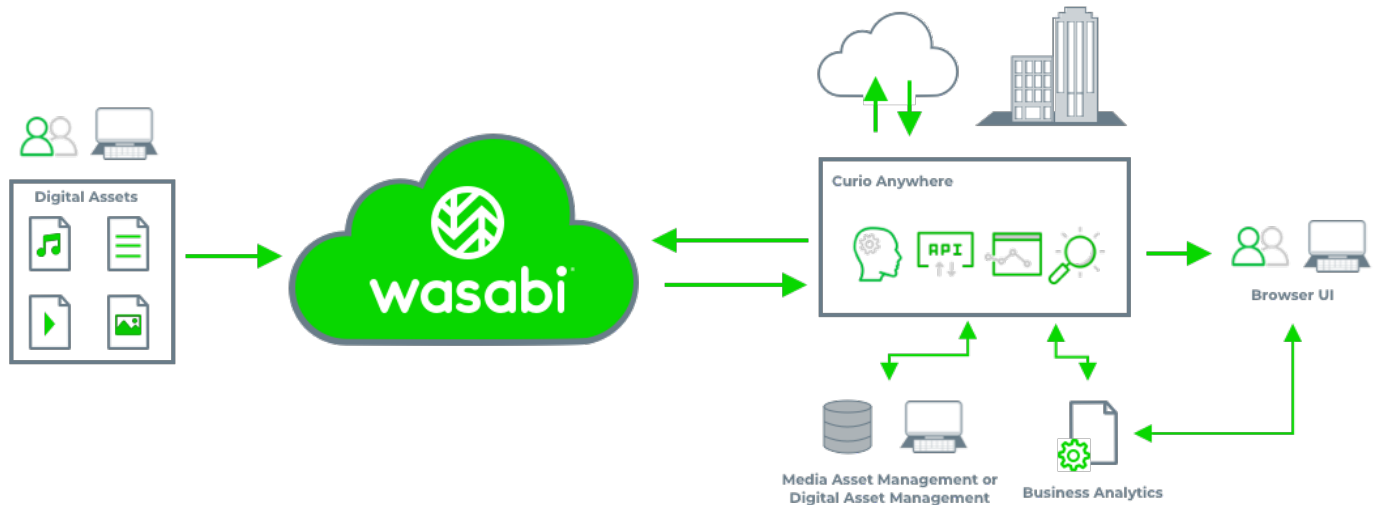 Digital Assets
wasabi
Curio Anywhere
API
Browser UI
Media Asset Management or
Digital Asset Management
Business Analytics